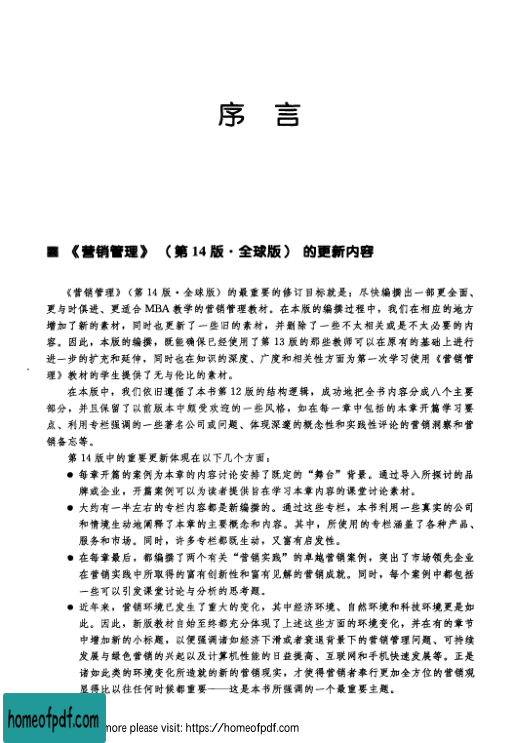 序 言
■ 《营销管理》（第 14 版·全球版）的更新内容
《营销管理》(第 14 版·全球版) 的最重要的修订目标就是：尽快编撰出一部更全面、
更与时俱进、更适合 MBA 教学的营销管理教材。在本版的编撰过程中，我们在相应的地方
增加了新的素材，同时也更新了一些旧的素材，并删除了一些不太相关或是不太必要的内
容。因此，本版的编撰，既能确保已经使用了第 13 版的那些教师可以在原有的基础上进行
进一步的扩充和延伸，同时也在知识的深度、广度和相关性方面为第一次学习使用《营销管
理》教材的学生提供了无与伦比的素材。
在本版中，我们依旧遵循了本书第 12 版的结构逻辑，成功地把全书内容分成八个主要
部分，并且保留了以前版本中颇受欢迎的一些风格，如在每一章中包括的本章开篇学习要
点、利用专栏强调的一些著名公司或问题、体现深邃的概念性和实践性评论的营销洞察和营
销备忘等。
第 14 版中的重要更新体现在以下几个方面：
● 每章开篇的案例为本章的内容讨论安排了既定的“舞台”背景。通过导入所探讨的品
牌或企业，开篇案例可以为读者提供旨在学习本章内容的课堂讨论素材。
● 大约有一半左右的专栏内容都是新编撰的。通过这些专栏，本书利用一些真实的公司
和情境生动地阐释了本章的主要概念和内容。其中，所使用的专栏涵盖了各种产品、
服务和市场。同时，许多专栏都既生动，又富有启发性。
● 在每章最后，都编撰了两个有关“营销实践”的卓越营销案例，突出了市场领先企业
在营销实践中所取得的富有创新性和富有见解的营销成就。同时，每个案例中都包括
一些可以引发课堂讨论与分析的思考题。
● 近年来，营销环境已发生了重大的变化，其中经济环境、自然环境和科技环境更是如
此。因此，新版教材自始至终都充分体现了上述这些方面的环境变化，并在有的章节
中增加新的小标题，以便强调诸如经济下滑或者衰退背景下的营销管理问题、可持续
发展与绿色营销的兴起以及计算机性能的日益提高、互联网和手机快速发展等。正是
诸如此类的环境变化所造就的新的营销现实，才使得营销者奉行更加全方位的营销观
显得比以往任何时候都重要——这是本书所强调的一个最重要主题。
homeofpdf.com
more please visit: https://homeofpdf.com